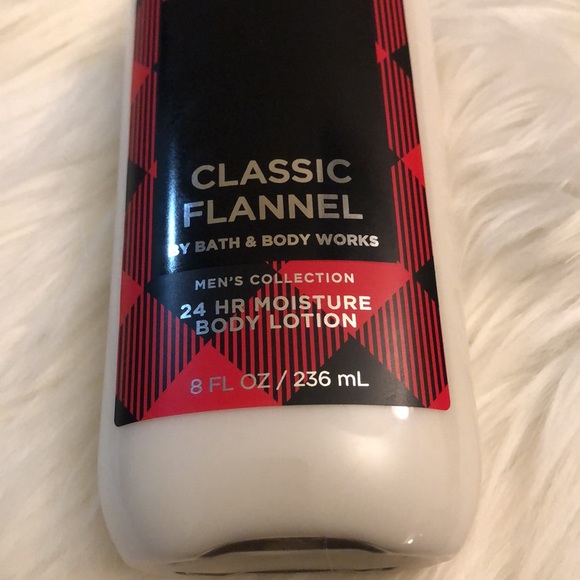 CLASSIC
FLANNEL
BY BATH & BODY WORKS
MEN'S COLLECTION
24 HR MOISTURE
BODY LOTION
8 FL OZ / 236 mL